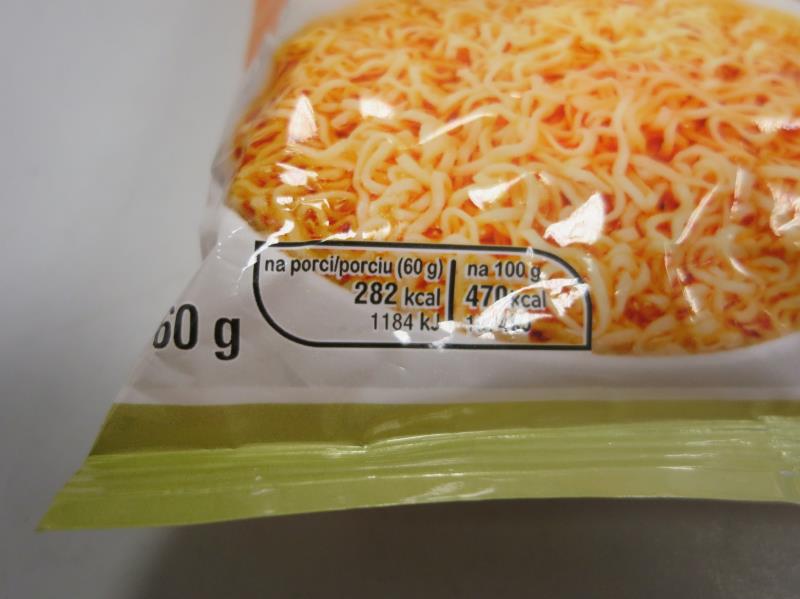 60 g
na porci/porciu (60 g)
282 kcal
1184 kJ
na 100 g
470 kcal